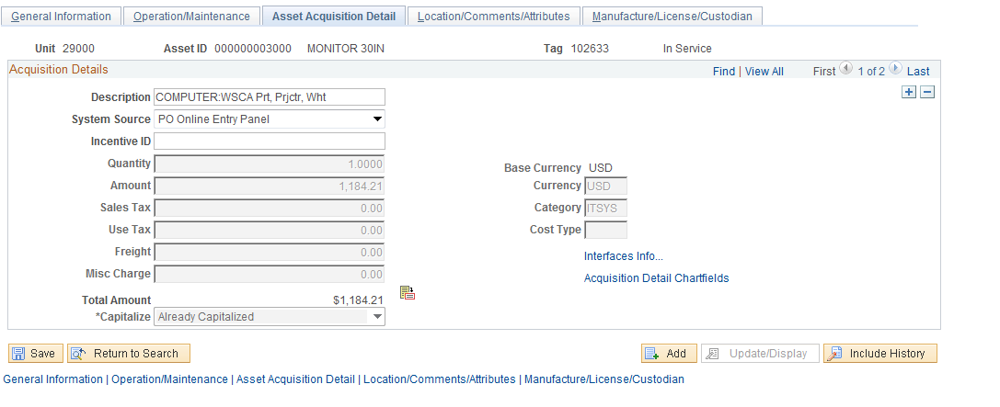 General Information Operation/Maintenance Asset Acquisition Detail Location/Comments/Attributes Manufacture/License/Custodian
Unit 29000 Asset ID 000000003000 MONITOR 30IN Tag 102633 In Service
Acquisition Details Find | View All First 1 of 2 Last
Description COMPUTER:WSCA Prt, Prjctr, Wht
System Source PO Online Entry Panel
Incentive ID
Quantity 1.0000 Base Currency USD
Amount 1,184.21 Currency USD
Sales Tax 0.00 Category ITSYS
Use Tax 0.00 Cost Type
Freight 0.00 Interfaces Info...
Misc Charge 0.00 Acquisition Detail Chartfields
Total Amount $1,184.21
*Capitalize Already Capitalized
Save Return to Search Add Update/Display Include History
General Information | Operation/Maintenance | Asset Acquisition Detail | Location/Comments/Attributes | Manufacture/License/Custodian